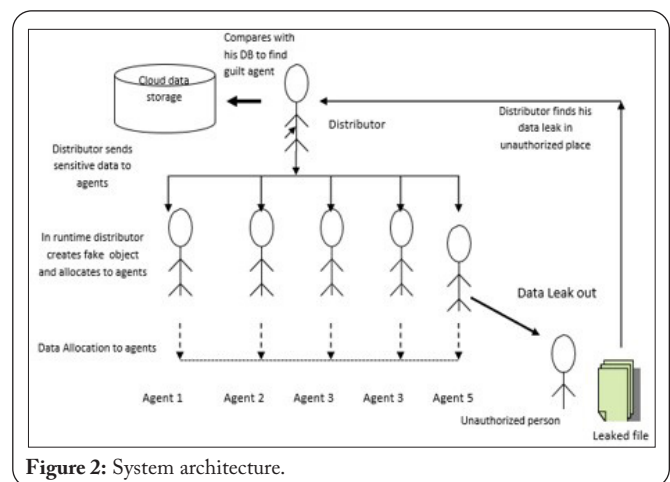 Compares with
his DB to find
guilt agent
Cloud data
storage
Distributor
Distributor finds his
data leak in
unauthorized place
Distributor sends
sensitive data to
agents
In runtime distributor
creates fake object
and allocates to agents
Data Leak out
Data Allocation to agents
Agent 1
Agent 2
Agent 3
Agent 3
Agent 5
Unauthorized person
Leaked file
Figure 2: System architecture.